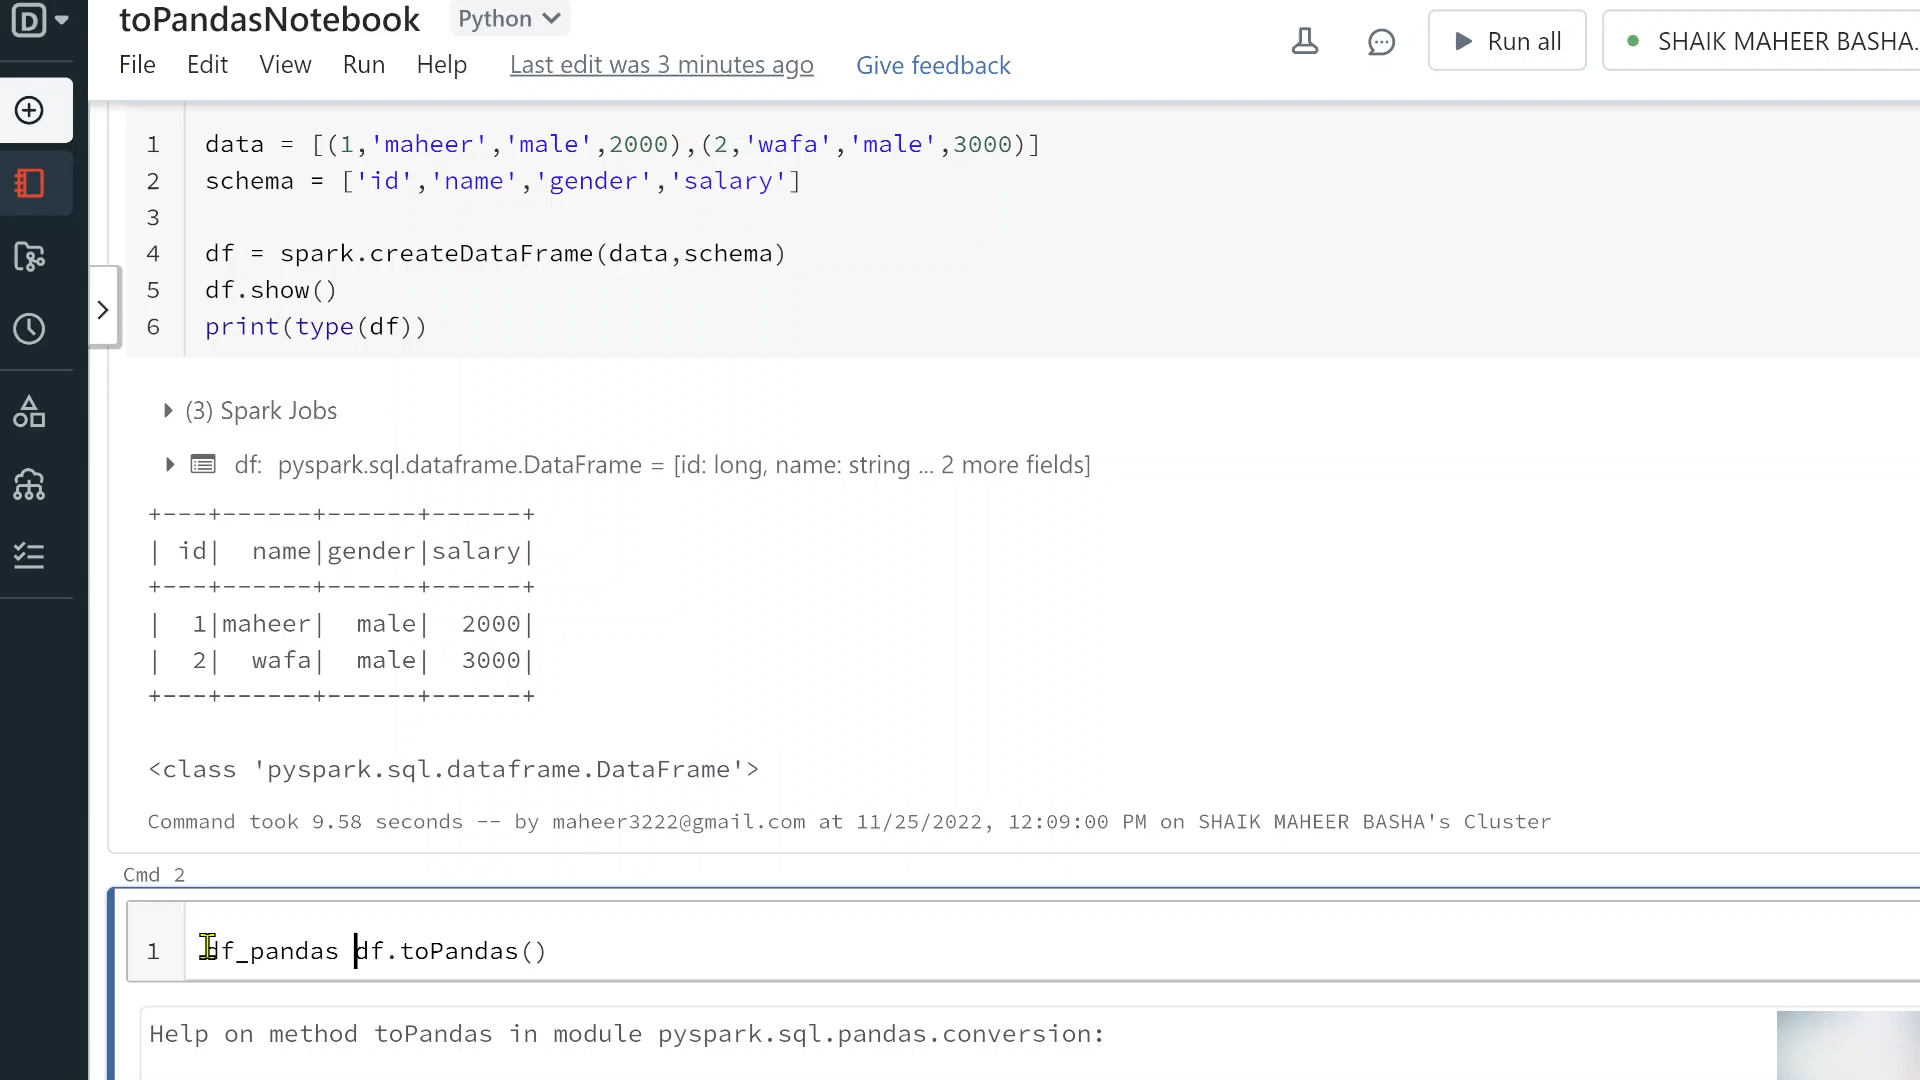 toPandasNotebook Python
File Edit View Run Help Last edit was 3 minutes ago Give feedback Run all SHAIK MAHEER BASHA.
1 data = [(1,'maheer','male',2000),(2,'wafa','male',3000)]
2 schema = ['id','name','gender','salary']
3
4 df = spark.createDataFrame(data,schema)
5 df.show()
6 print(type(df))
(3) Spark Jobs
df: pyspark.sql.dataframe.DataFrame = [id: long, name: string ... 2 more fields]
+---+------+------+------+
| id|  name|gender|salary|
+---+------+------+------+
|  1|maheer|  male|  2000|
|  2|  wafa|  male|  3000|
+---+------+------+------+
<class 'pyspark.sql.dataframe.DataFrame'>
Command took 9.58 seconds -- by maheer3222@gmail.com at 11/25/2022, 12:09:00 PM on SHAIK MAHEER BASHA's Cluster
Cmd 2
1 df_pandas df.toPandas()
Help on method toPandas in module pyspark.sql.pandas.conversion: